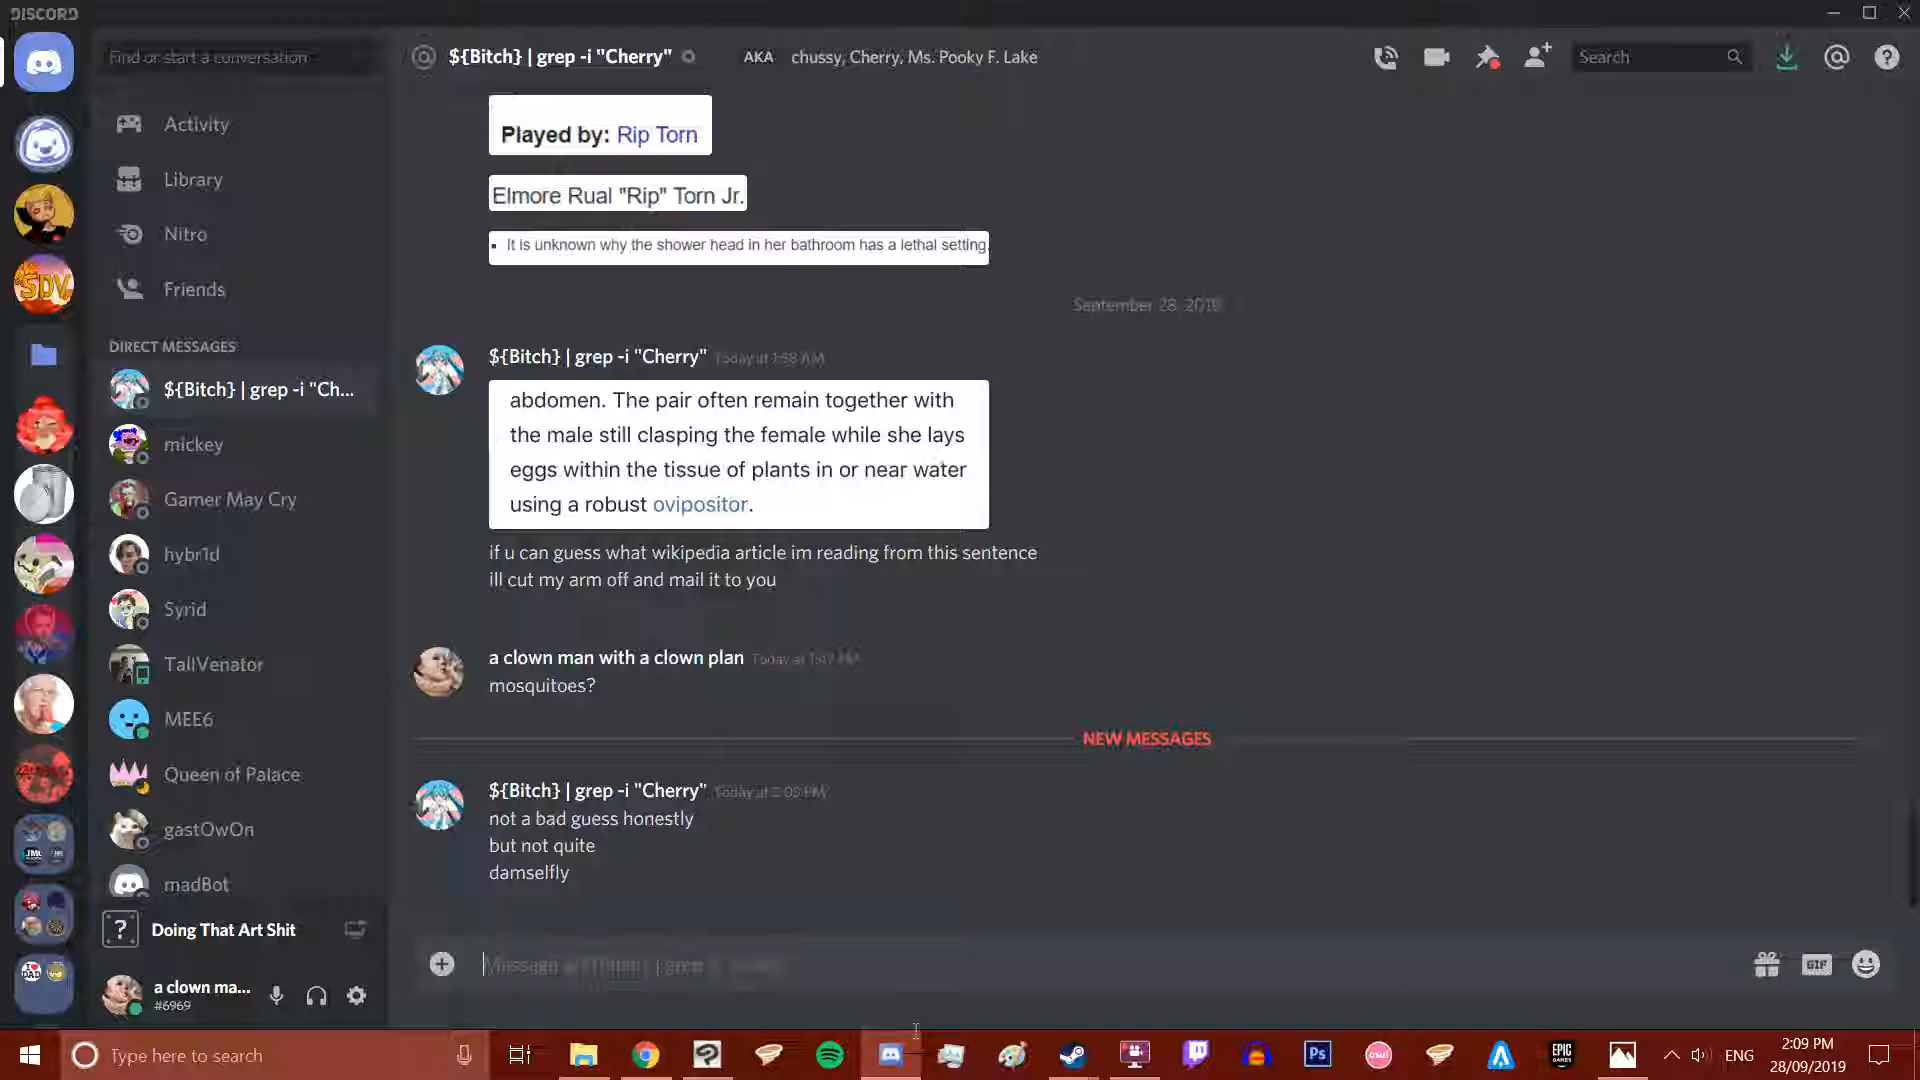 DISCORD
Find or start a conversation
${Bitch} | grep -i "Cherry"
AKA chussy, Cherry, Ms. Pooky F. Lake
Search
Activity
Library
Nitro
Friends
DIRECT MESSAGES
${Bitch} | grep -i "Ch...
mickey
Gamer May Cry
hybr1d
Syrid
TallVenator
MEE6
Queen of Palace
gastOwOn
madBot
Doing That Art Shit
a clown ma...
#6969
Played by: Rip Torn
Elmore Rual "Rip" Torn Jr.
▪ It is unknown why the shower head in her bathroom has a lethal setting.
September 28, 2019
${Bitch} | grep -i "Cherry" Today at 1:58 AM
abdomen. The pair often remain together with
the male still clasping the female while she lays
eggs within the tissue of plants in or near water
using a robust ovipositor.
if u can guess what wikipedia article im reading from this sentence
ill cut my arm off and mail it to you
a clown man with a clown plan Today at
mosquitoes?
NEW MESSAGES
${Bitch} | grep -i "Cherry" Today at
not a bad guess honestly
but not quite
damselfly
Message
GIF
SDV
I DAD
Type here to search
Ps
osu!
EPIC
GAMES
ENG
2:09 PM
28/09/2019